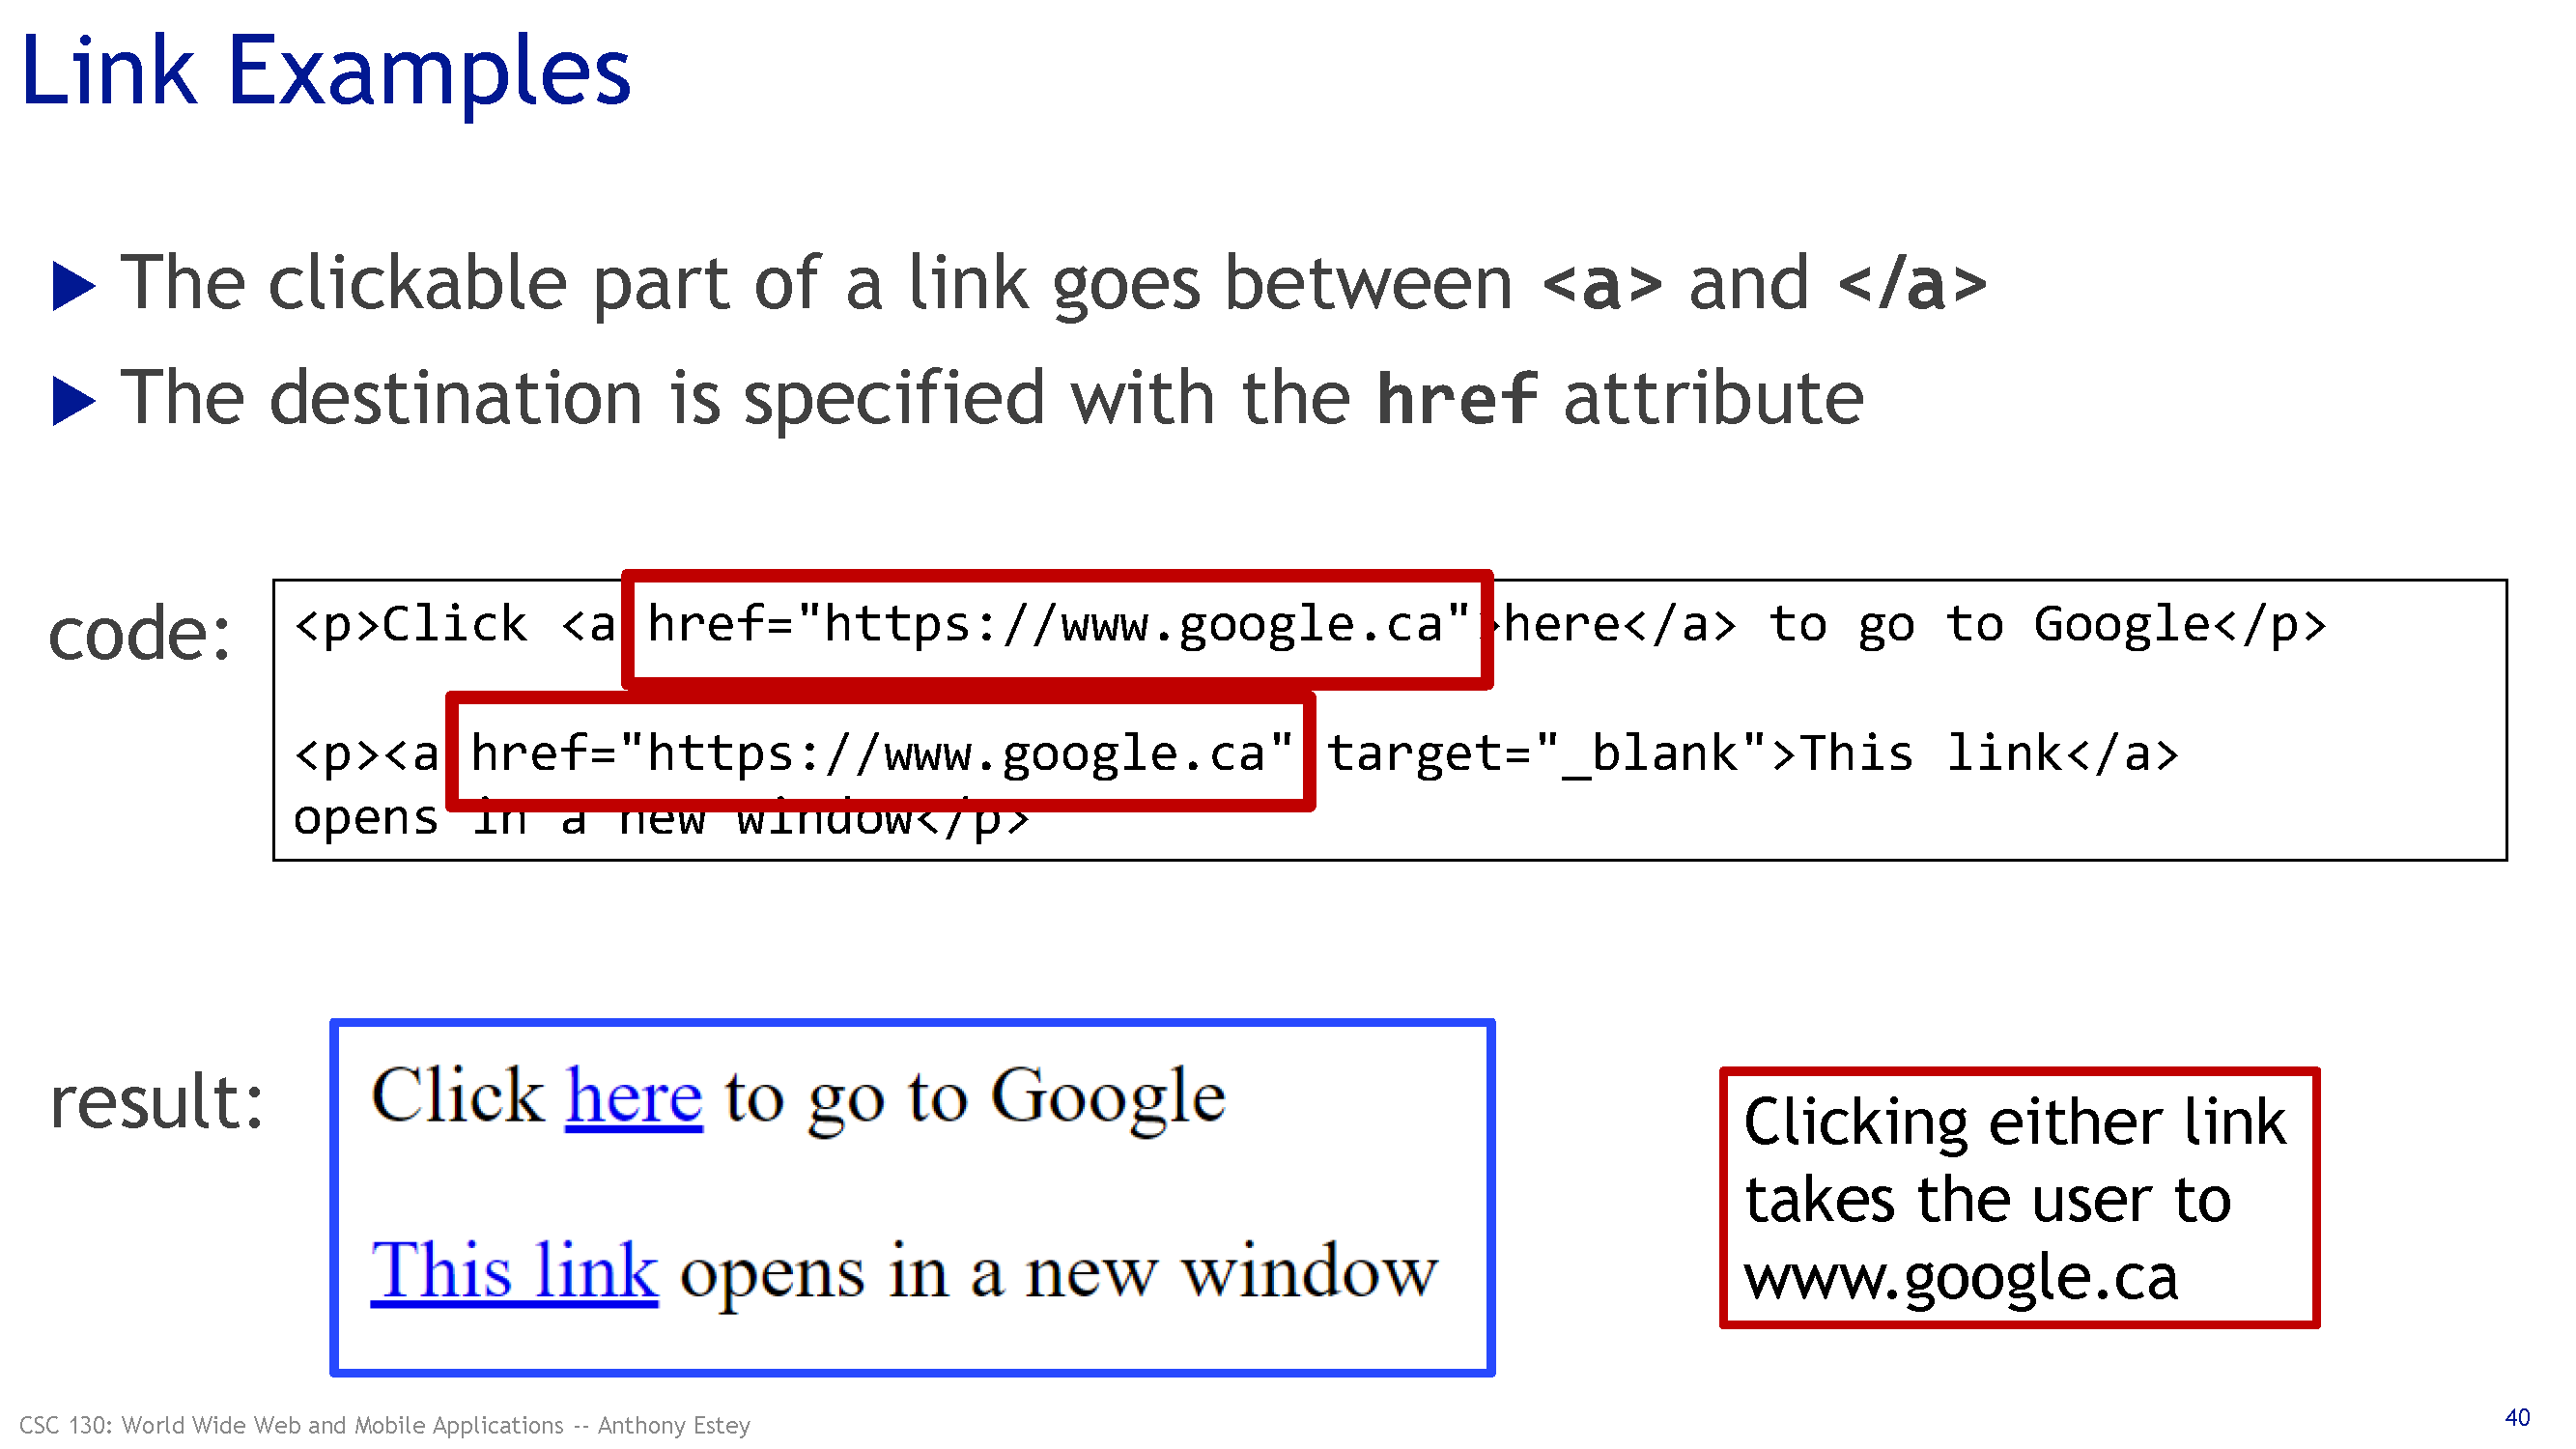 Link Examples
The clickable part of a link goes between <a> and </a>
The destination is specified with the href attribute
code:
<p>Click <a href="https://www.google.ca">here</a> to go to Google</p>
<p><a href="https://www.google.ca" target="_blank">This link</a>
opens in a new window</p>
result:
Click here to go to Google
This link opens in a new window
Clicking either link
takes the user to
www.google.ca
CSC 130: World Wide Web and Mobile Applications -- Anthony Estey
40